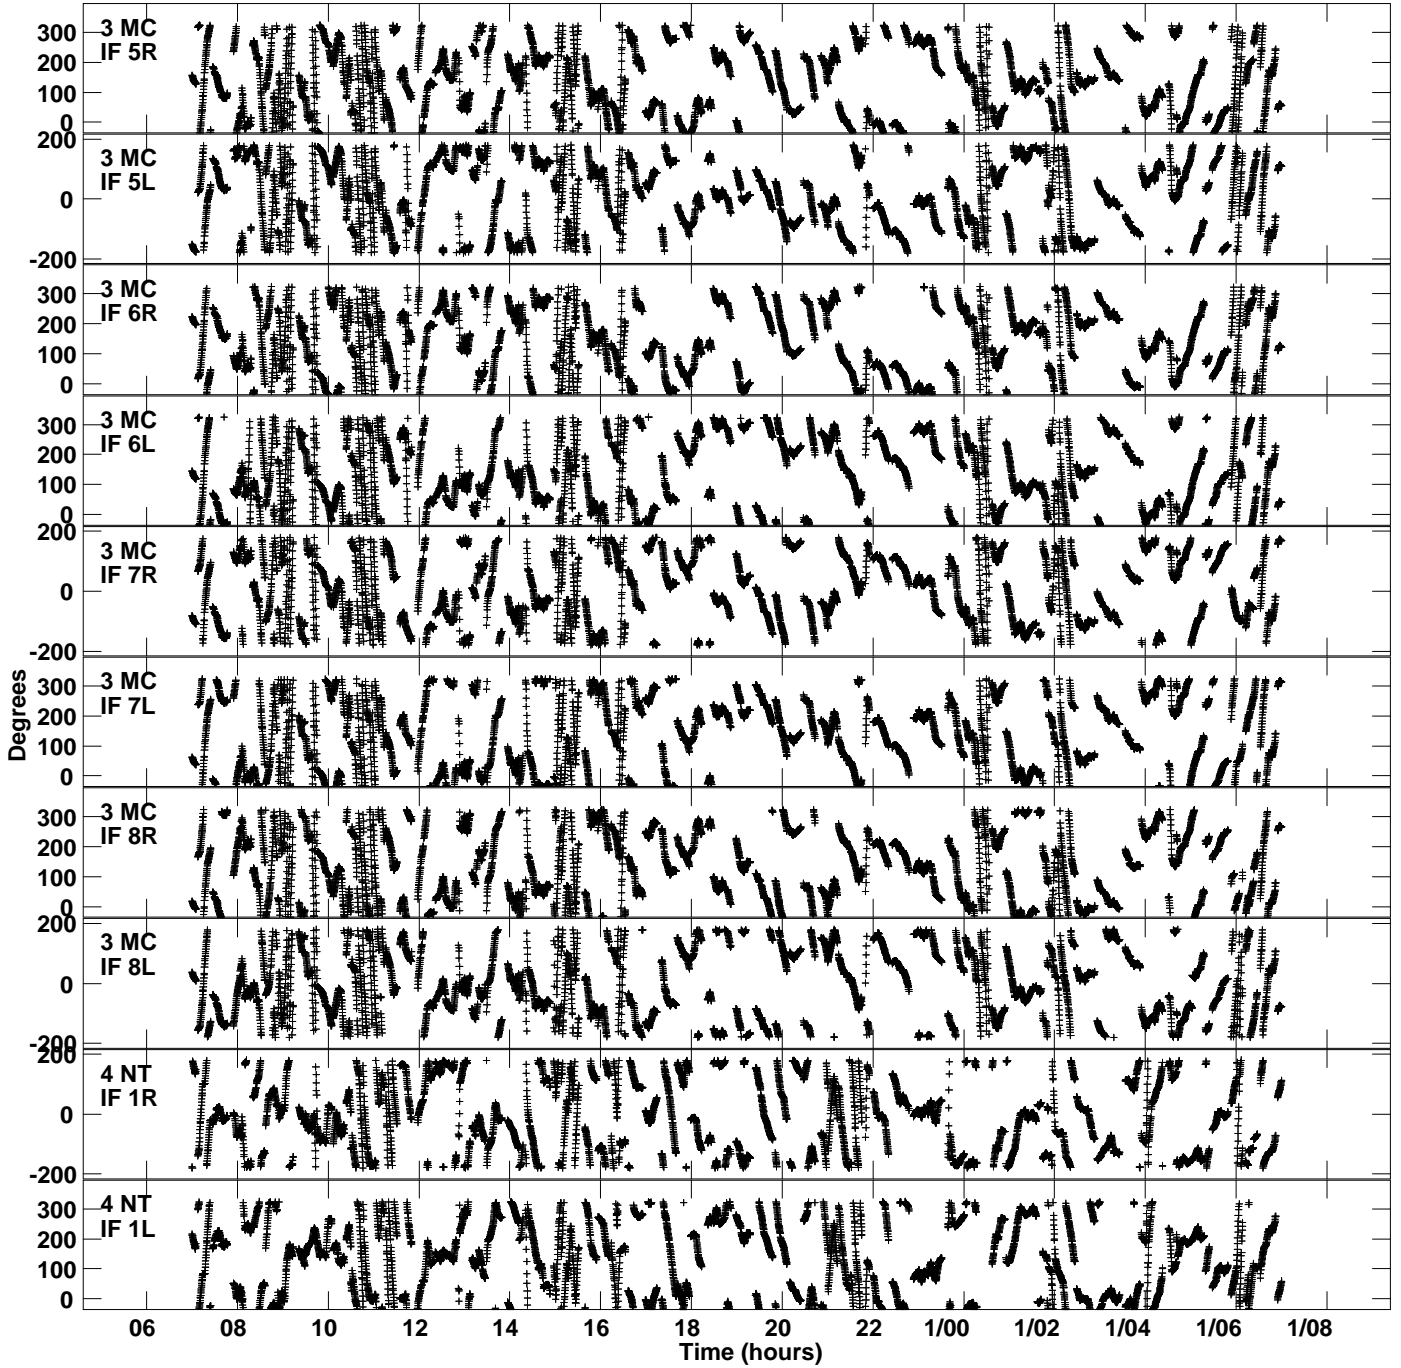 3 MC
IF 5R
300
200
100
0
3 MC
IF 5L
200
0
-200
3 MC
IF 6R
300
200
100
0
3 MC
IF 6L
300
200
100
0
3 MC
IF 7R
200
0
-200
3 MC
IF 7L
300
200
100
0
3 MC
IF 8R
300
200
100
0
3 MC
IF 8L
200
0
-200
4 NT
IF 1R
200
0
-200
4 NT
IF 1L
300
200
100
0
Degrees
06 08 10 12 14 16 18 20 22 1/00 1/02 1/04 1/06 1/08
Time (hours)